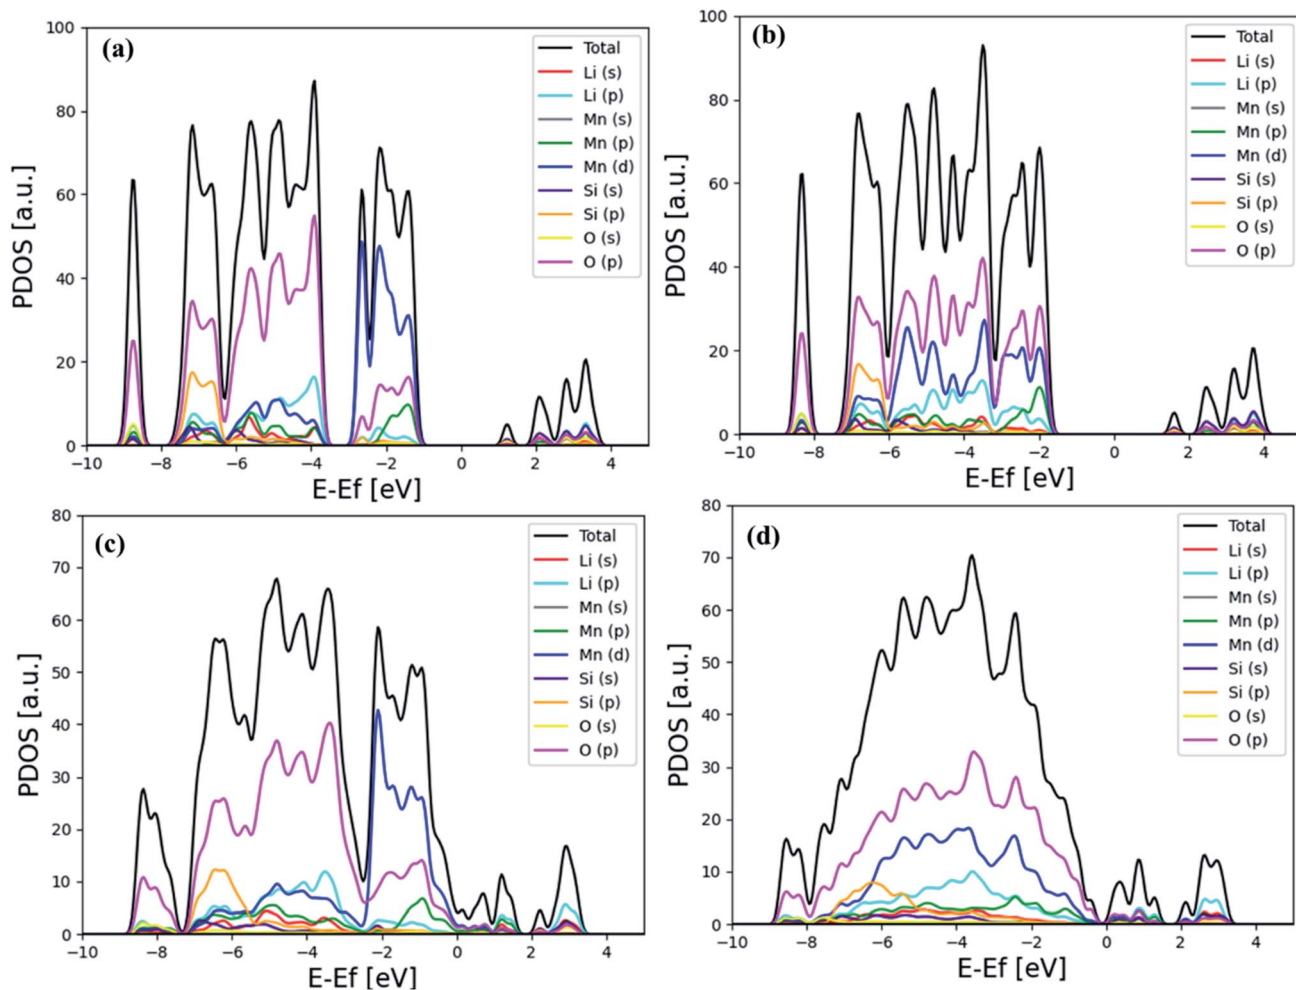 (a)
100
80
60
40
20
0
PDOS [a.u.]
−10
−8
−6
−4
−2
0
2
4
E-Ef [eV]
Total
Li (s)
Li (p)
Mn (s)
Mn (p)
Mn (d)
Si (s)
Si (p)
O (s)
O (p)
(b)
100
80
60
40
20
0
PDOS [a.u.]
−10
−8
−6
−4
−2
0
2
4
E-Ef [eV]
Total
Li (s)
Li (p)
Mn (s)
Mn (p)
Mn (d)
Si (s)
Si (p)
O (s)
O (p)
(c)
80
70
60
50
40
30
20
10
0
PDOS [a.u.]
−10
−8
−6
−4
−2
0
2
4
E-Ef [eV]
Total
Li (s)
Li (p)
Mn (s)
Mn (p)
Mn (d)
Si (s)
Si (p)
O (s)
O (p)
(d)
80
70
60
50
40
30
20
10
0
PDOS [a.u.]
−10
−8
−6
−4
−2
0
2
4
E-Ef [eV]
Total
Li (s)
Li (p)
Mn (s)
Mn (p)
Mn (d)
Si (s)
Si (p)
O (s)
O (p)